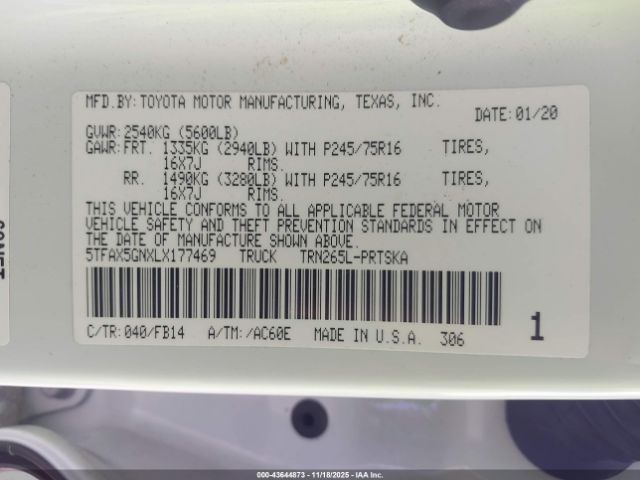 MFD.BY: TOYOTA MOTOR MANUFACTURING, TEXAS, INC.
DATE: 01/20
GVWR: 2540KG (5600LB)
GAWR: FRT. 1335KG (2940LB) WITH P245/75R16 TIRES,
16X7J RIMS.
RR. 1490KG (3280LB) WITH P245/75R16 TIRES,
16X7J RIMS.
THIS VEHICLE CONFORMS TO ALL APPLICABLE FEDERAL MOTOR
VEHICLE SAFETY AND THEFT PREVENTION STANDARDS IN EFFECT ON
THE DATE OF MANUFACTURE SHOWN ABOVE.
5TFAX5GNXLX177469 TRUCK TRN265L-PRTSKA
C/TR: 040/FB14 A/TM: /AC60E MADE IN U.S.A. 306
1
000-43644873 - 11/18/2025 - IAAI.CA